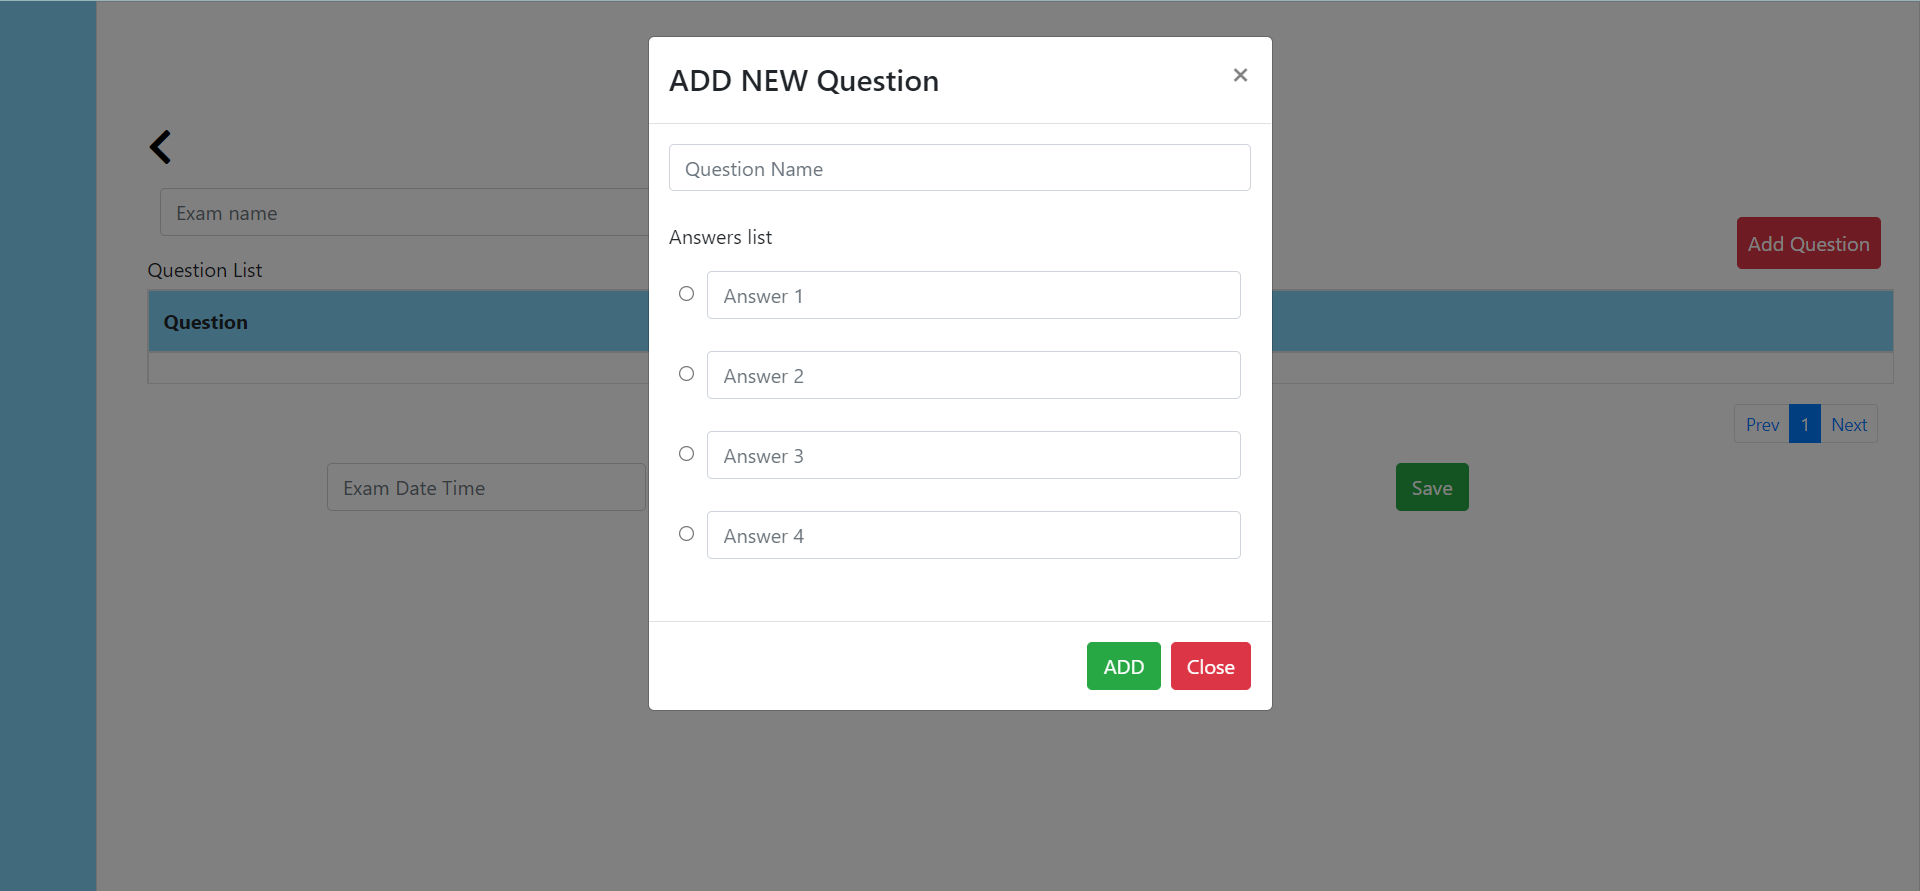 ADD NEW Question
×
Question Name
Answers list
Answer 1
Answer 2
Answer 3
Answer 4
ADD Close
Exam name
Add Question
Question List
Question
Prev 1 Next
Exam Date Time
Save